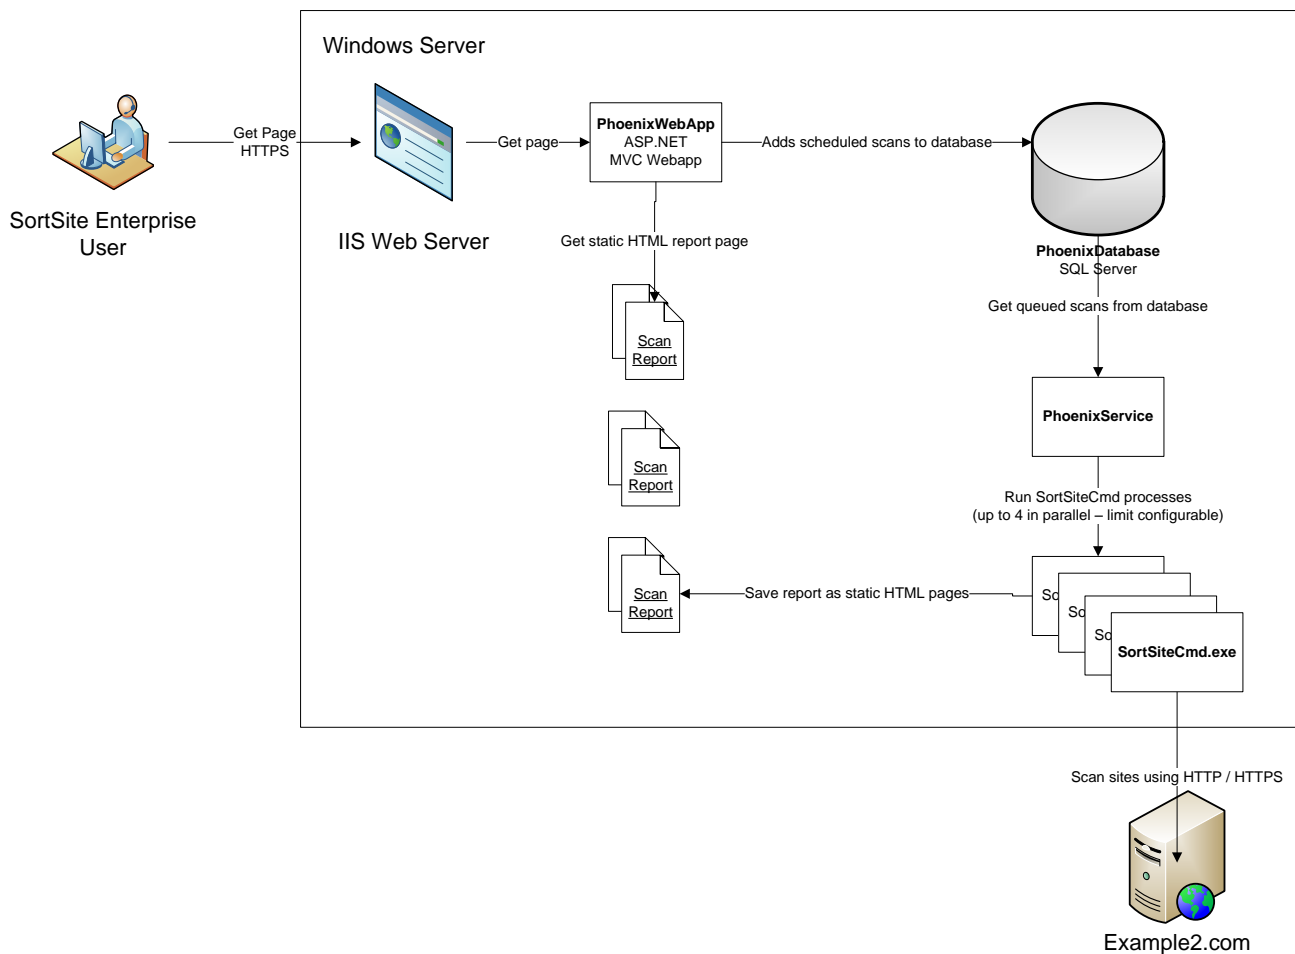 Windows Server
Get Page
HTTPS
SortSite Enterprise
User
IIS Web Server
Get page
PhoenixWebApp
ASP.NET
MVC Webapp
Adds scheduled scans to database
PhoenixDatabase
SQL Server
Get static HTML report page
Scan
Report
Scan
Report
Scan
Report
Get queued scans from database
PhoenixService
Run SortSiteCmd processes
(up to 4 in parallel – limit configurable)
Save report as static HTML pages
So
So
So
SortSiteCmd.exe
Scan sites using HTTP / HTTPS
Example2.com